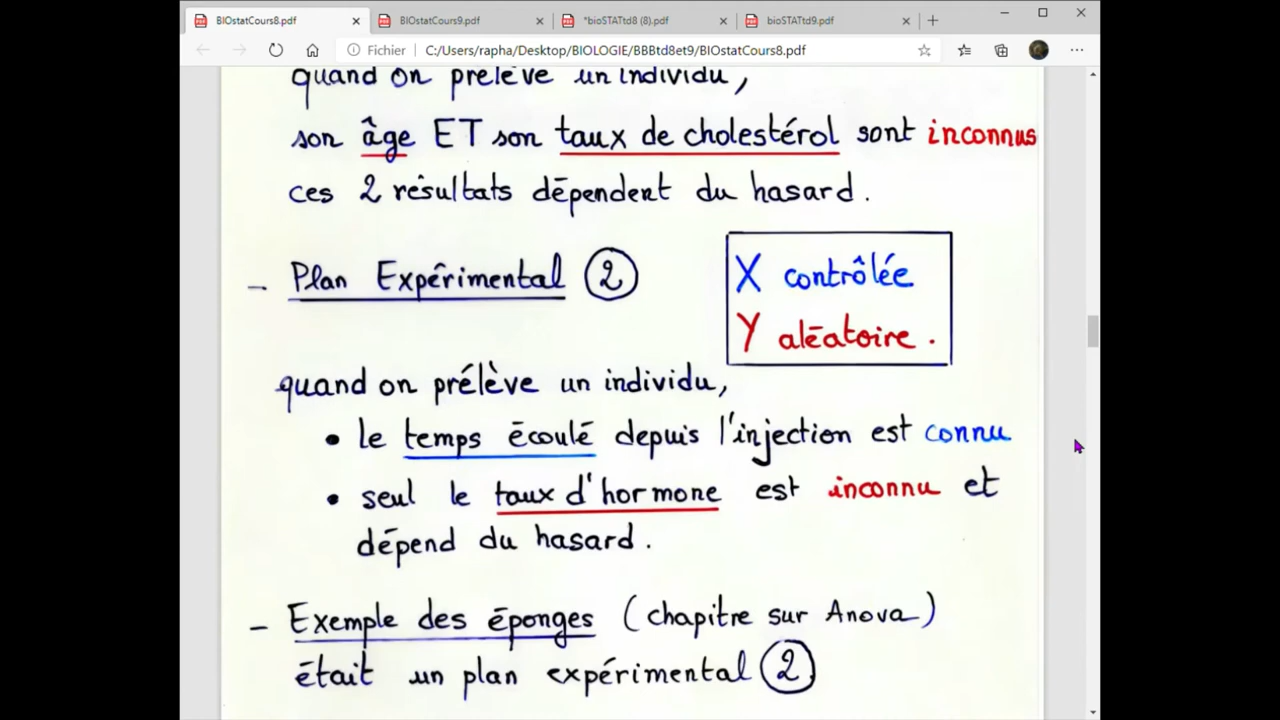 BIOstatCours8.pdf
BIOstatCours9.pdf
*bioSTATtd8 (8).pdf
bioSTATtd9.pdf
Fichier C:/Users/rapha/Desktop/BIOLOGIE/BBBtd8et9/BIOstatCours8.pdf
quand on prélève un individu,
son âge ET son taux de cholestérol sont inconnus
ces 2 résultats dépendent du hasard.
- Plan Expérimental 2
X contrôlée
Y aléatoire.
quand on prélève un individu,
• le temps écoulé depuis l'injection est connu
• seul le taux d'hormone est inconnu et
dépend du hasard.
- Exemple des éponges (chapitre sur Anova)
était un plan expérimental 2